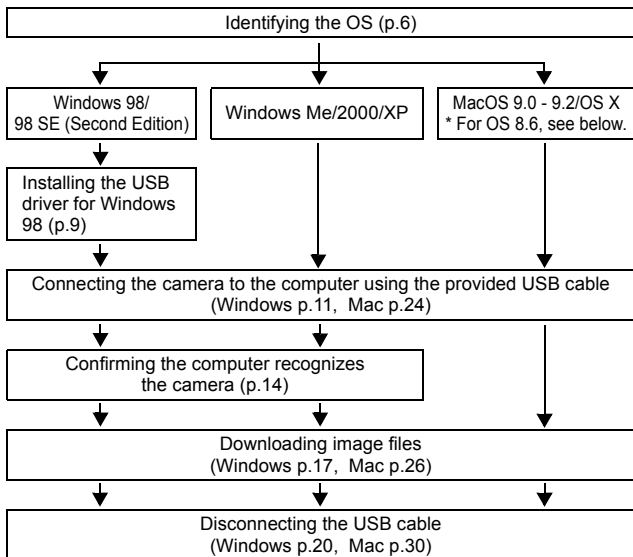 Identifying the OS (p.6)
Windows 98/
98 SE (Second Edition)
Windows Me/2000/XP
MacOS 9.0 - 9.2/OS X
* For OS 8.6, see below.
Installing the USB
driver for Windows
98 (p.9)
Connecting the camera to the computer using the provided USB cable
(Windows p.11, Mac p.24)
Confirming the computer recognizes
the camera (p.14)
Downloading image files
(Windows p.17, Mac p.26)
Disconnecting the USB cable
(Windows p.20, Mac p.30)